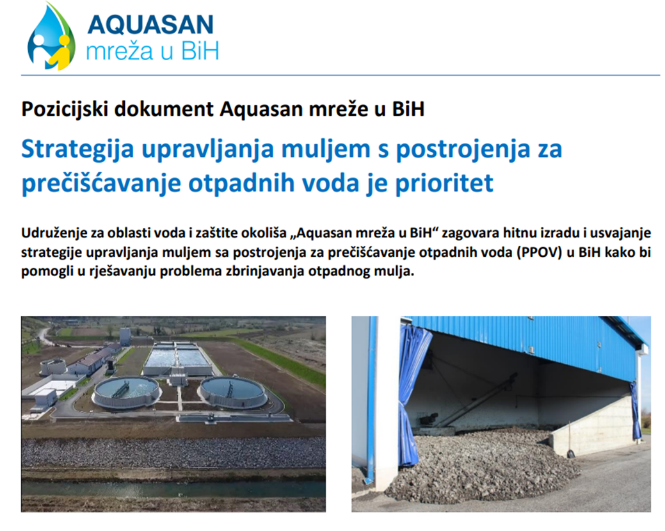 AQUASAN
mreža u BiH
Pozicijski dokument Aquasan mreže u BiH
Strategija upravljanja muljem s postrojenja za
prečišćavanje otpadnih voda je prioritet
Udruženje za oblasti voda i zaštite okoliša „Aquasan mreža u BiH“ zagovara hitnu izradu i usvajanje
strategije upravljanja muljem sa postrojenja za prečišćavanje otpadnih voda (PPOV) u BiH kako bi
pomogli u rješavanju problema zbrinjavanja otpadnog mulja.